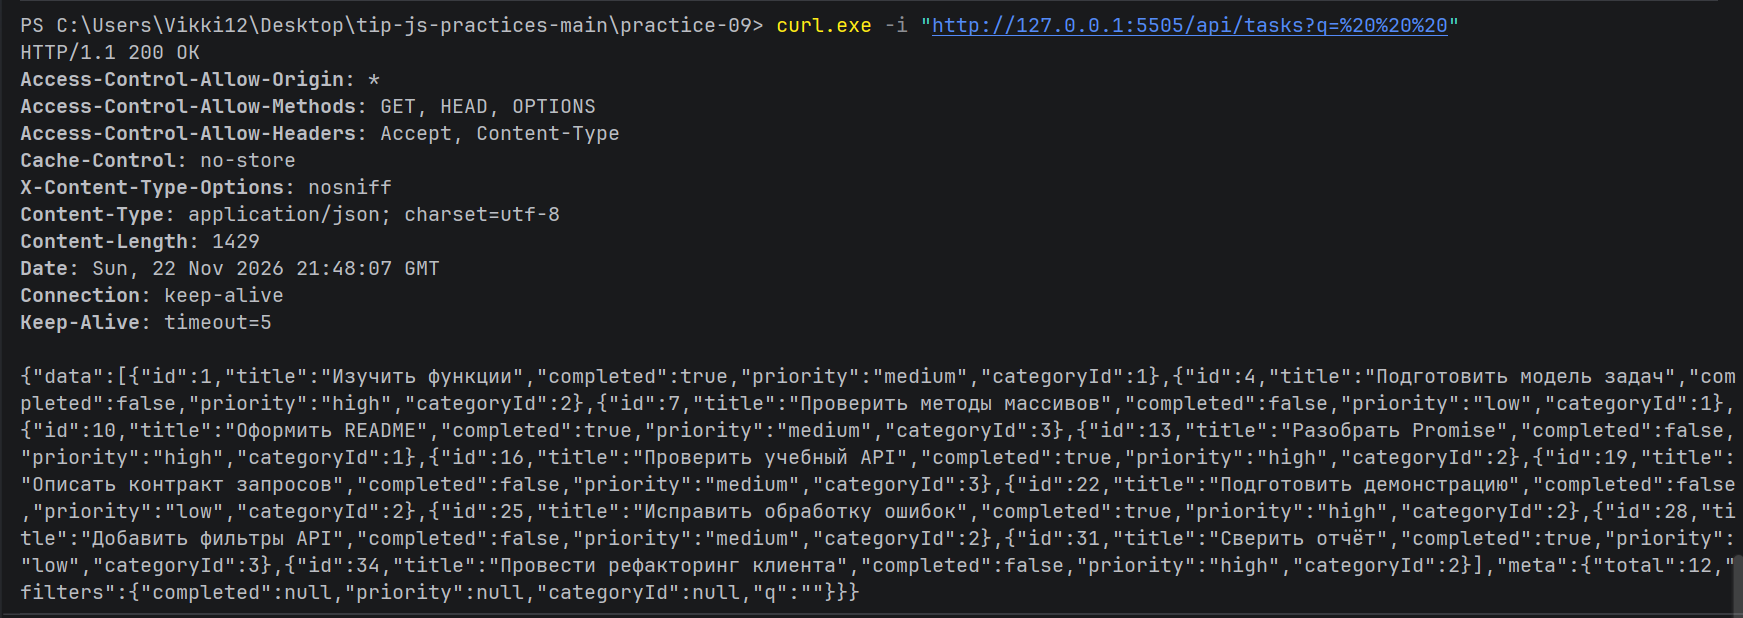 PS C:\Users\Vikki12\Desktop\tip-js-practices-main\practice-09> curl.exe -i "http://127.0.0.1:5505/api/tasks?q=%20%20%20"
HTTP/1.1 200 OK
Access-Control-Allow-Origin: *
Access-Control-Allow-Methods: GET, HEAD, OPTIONS
Access-Control-Allow-Headers: Accept, Content-Type
Cache-Control: no-store
X-Content-Type-Options: nosniff
Content-Type: application/json; charset=utf-8
Content-Length: 1429
Date: Sun, 22 Nov 2026 21:48:07 GMT
Connection: keep-alive
Keep-Alive: timeout=5
{"data":[{"id":1,"title":"Изучить функции","completed":true,"priority":"medium","categoryId":1},{"id":4,"title":"Подготовить модель задач","com
pleted":false,"priority":"high","categoryId":2},{"id":7,"title":"Проверить методы массивов","completed":false,"priority":"low","categoryId":1},
{"id":10,"title":"Оформить README","completed":true,"priority":"medium","categoryId":3},{"id":13,"title":"Разобрать Promise","completed":false,
"priority":"high","categoryId":1},{"id":16,"title":"Проверить учебный API","completed":true,"priority":"high","categoryId":2},{"id":19,"title":
"Описать контракт запросов","completed":false,"priority":"medium","categoryId":3},{"id":22,"title":"Подготовить демонстрацию","completed":false
,"priority":"low","categoryId":2},{"id":25,"title":"Исправить обработку ошибок","completed":true,"priority":"high","categoryId":2},{"id":28,"ti
tle":"Добавить фильтры API","completed":false,"priority":"medium","categoryId":2},{"id":31,"title":"Сверить отчёт","completed":true,"priority":
"low","categoryId":3},{"id":34,"title":"Провести рефакторинг клиента","completed":false,"priority":"high","categoryId":2}],"meta":{"total":12,"
filters":{"completed":null,"priority":null,"categoryId":null,"q":""}}}